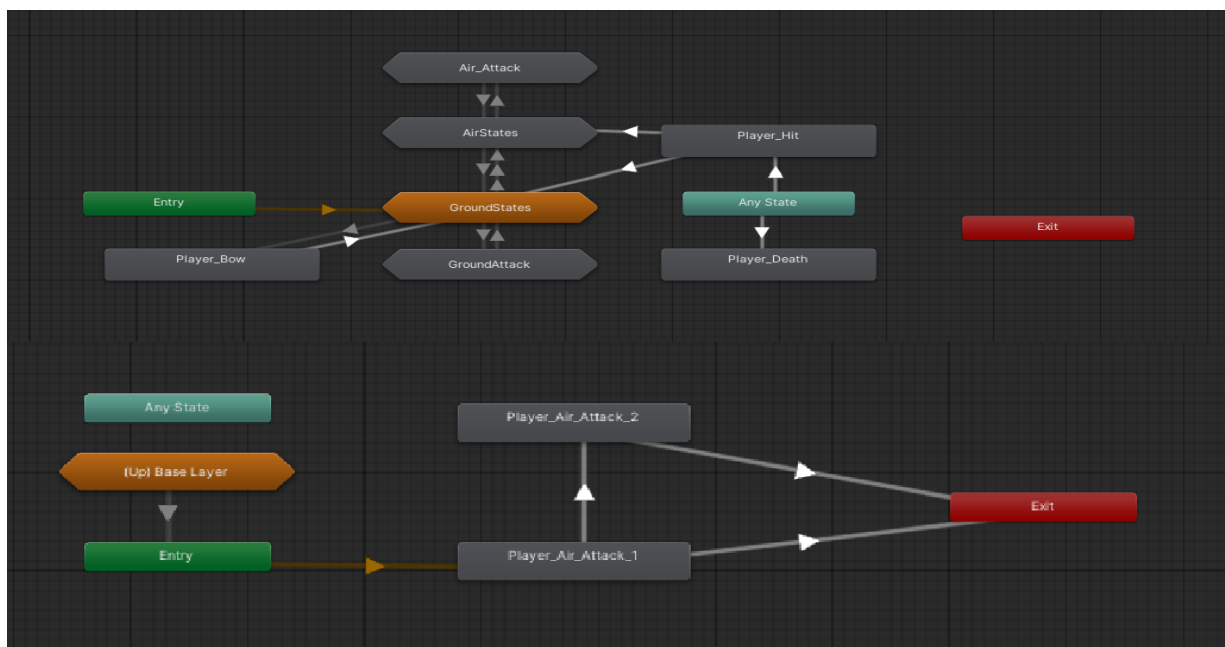 Air_Attack
AirStates
Player_Hit
Entry
GroundStates
Any State
Exit
Player_Bow
GroundAttack
Player_Death
Any State
Player_Air_Attack_2
(Up) Base Layer
Exit
Entry
Player_Air_Attack_1